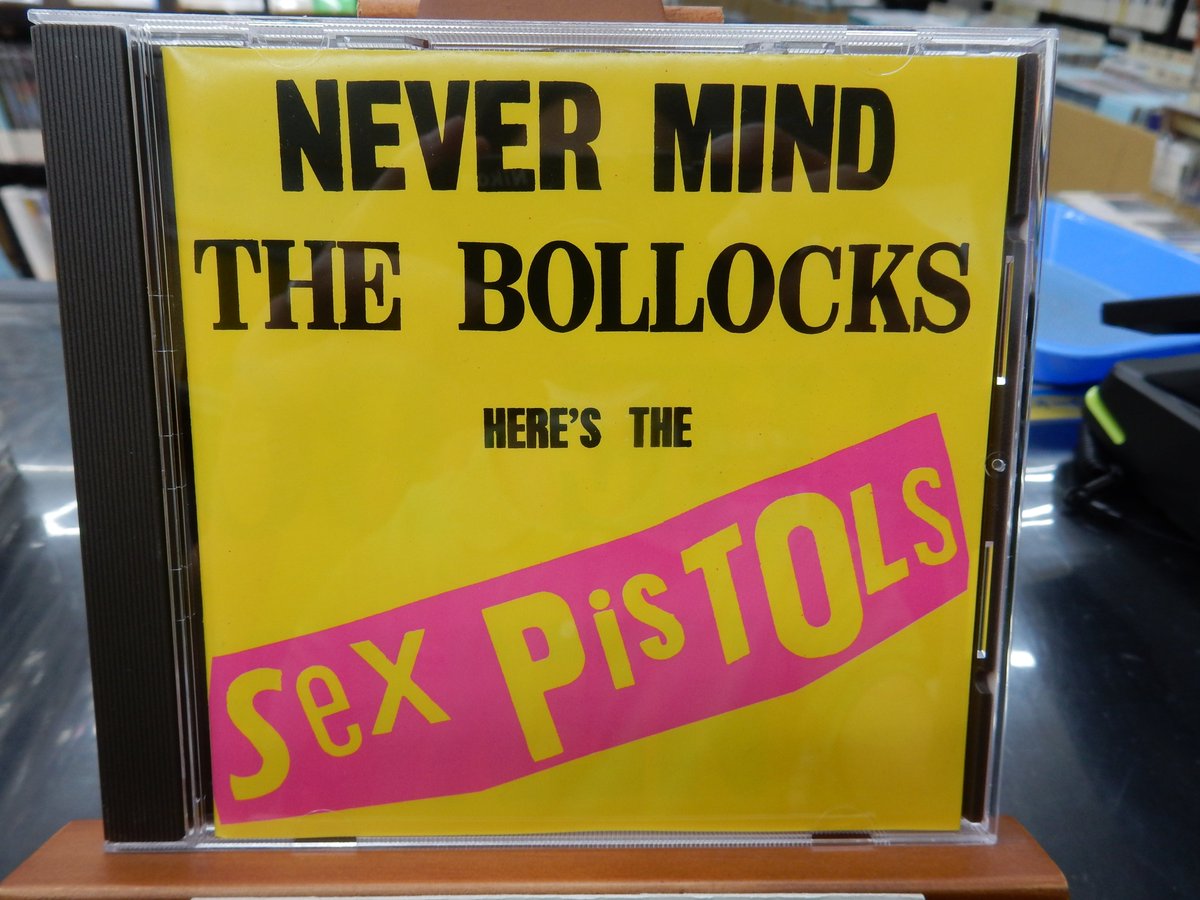 NEVER MIND
THE BOLLOCKS
HERE'S THE
Sex PisTOLS